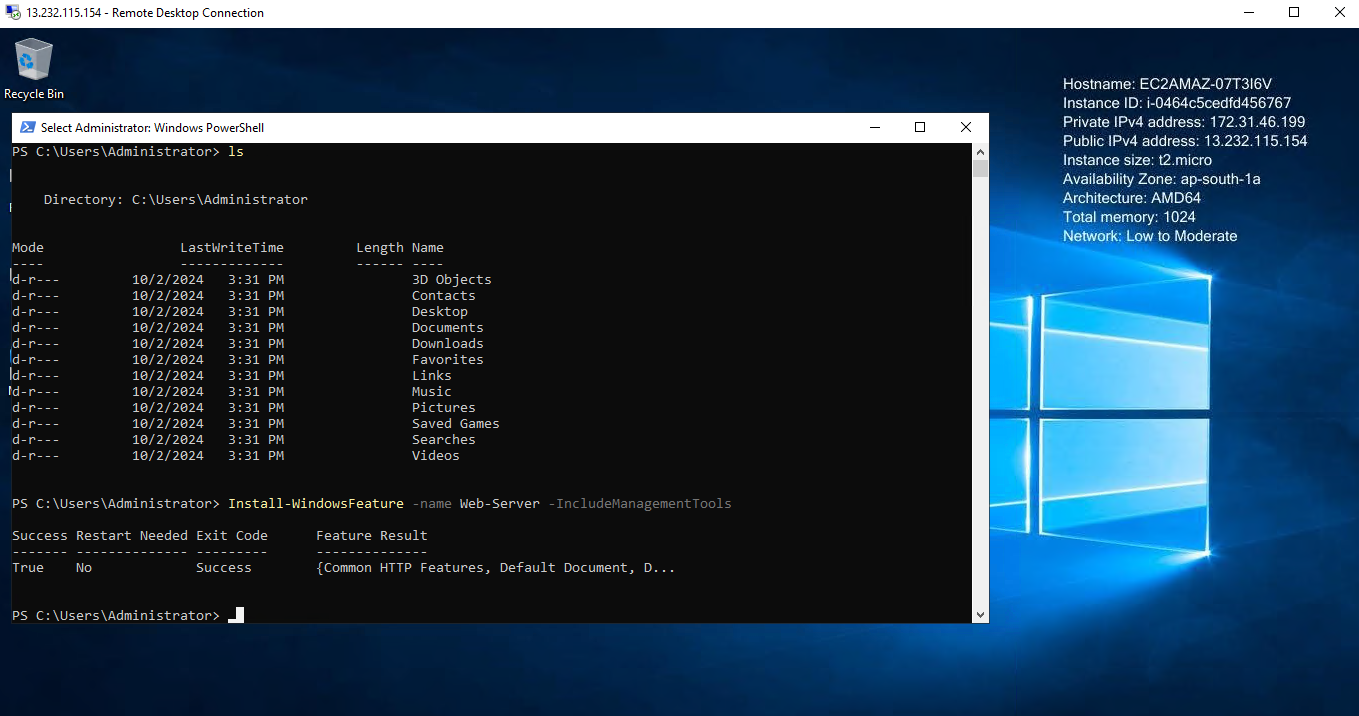 13.232.115.154 - Remote Desktop Connection
Recycle Bin
Hostname: EC2AMAZ-07T3I6V
Instance ID: i-0464c5cedfd456767
Private IPv4 address: 172.31.46.199
Public IPv4 address: 13.232.115.154
Instance size: t2.micro
Availability Zone: ap-south-1a
Architecture: AMD64
Total memory: 1024
Network: Low to Moderate
Select Administrator: Windows PowerShell
PS C:\Users\Administrator> ls
Directory: C:\Users\Administrator
Mode LastWriteTime Length Name
---- ------------- ------ ----
d-r--- 10/2/2024 3:31 PM 3D Objects
d-r--- 10/2/2024 3:31 PM Contacts
d-r--- 10/2/2024 3:31 PM Desktop
d-r--- 10/2/2024 3:31 PM Documents
d-r--- 10/2/2024 3:31 PM Downloads
d-r--- 10/2/2024 3:31 PM Favorites
d-r--- 10/2/2024 3:31 PM Links
d-r--- 10/2/2024 3:31 PM Music
d-r--- 10/2/2024 3:31 PM Pictures
d-r--- 10/2/2024 3:31 PM Saved Games
d-r--- 10/2/2024 3:31 PM Searches
d-r--- 10/2/2024 3:31 PM Videos
PS C:\Users\Administrator> Install-WindowsFeature -name Web-Server -IncludeManagementTools
Success Restart Needed Exit Code Feature Result
------- -------------- --------- --------------
True No Success {Common HTTP Features, Default Document, D...
PS C:\Users\Administrator>